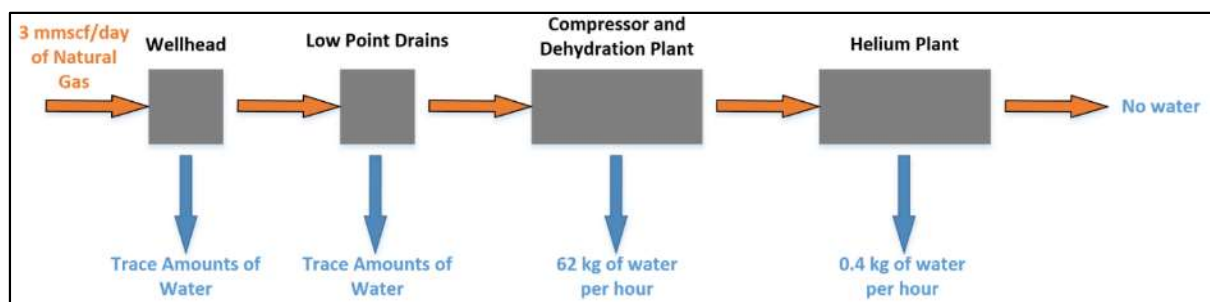 3 mmscf/day
of Natural
Gas
Wellhead
Low Point Drains
Compressor and
Dehydration Plant
Helium Plant
No water
Trace Amounts of
Water
Trace Amounts of
Water
62 kg of water
per hour
0.4 kg of water
per hour